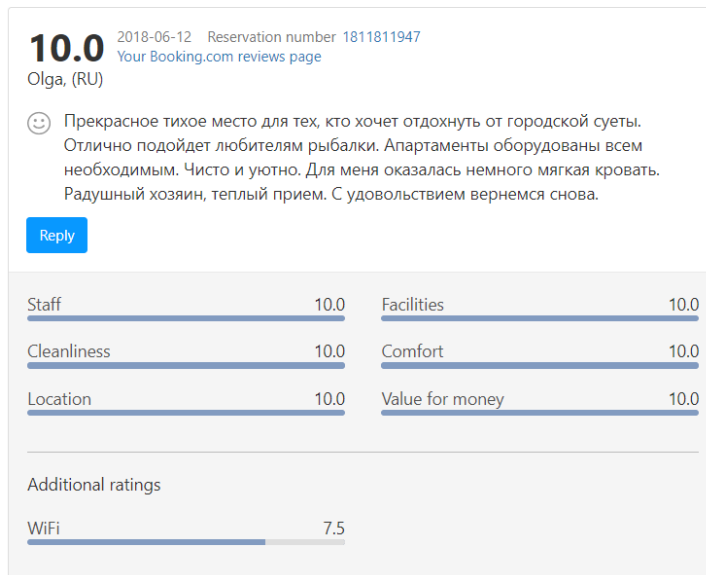 10.0
2018-06-12 Reservation number 1811811947
Your Booking.com reviews page
Olga, (RU)
Прекрасное тихое место для тех, кто хочет отдохнуть от городской суеты.
Отлично подойдет любителям рыбалки. Апартаменты оборудованы всем
необходимым. Чисто и уютно. Для меня оказалась немного мягкая кровать.
Радушный хозяин, теплый прием. С удовольствием вернемся снова.
Reply
Staff 10.0 Facilities 10.0
Cleanliness 10.0 Comfort 10.0
Location 10.0 Value for money 10.0
Additional ratings
WiFi 7.5